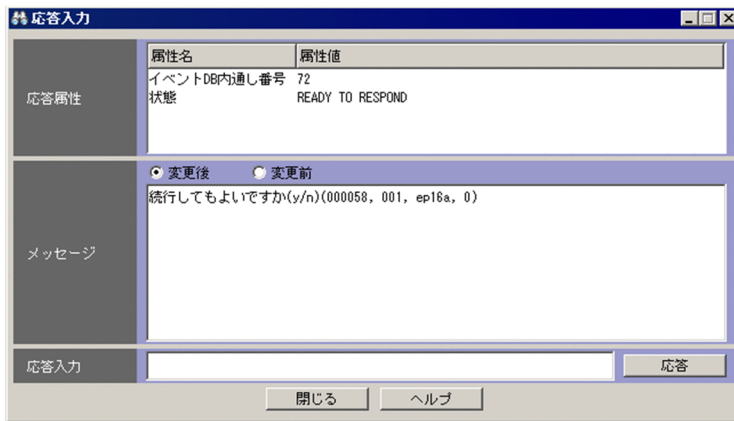 応答入力
属性名 属性値
応答属性
イベントDB内通し番号 72
状態 READY TO RESPOND
変更後 変更前
続行してもよいですか(y/n)(000058, 001, ep16a, 0)
メッセージ
応答入力 応答
閉じる ヘルプ